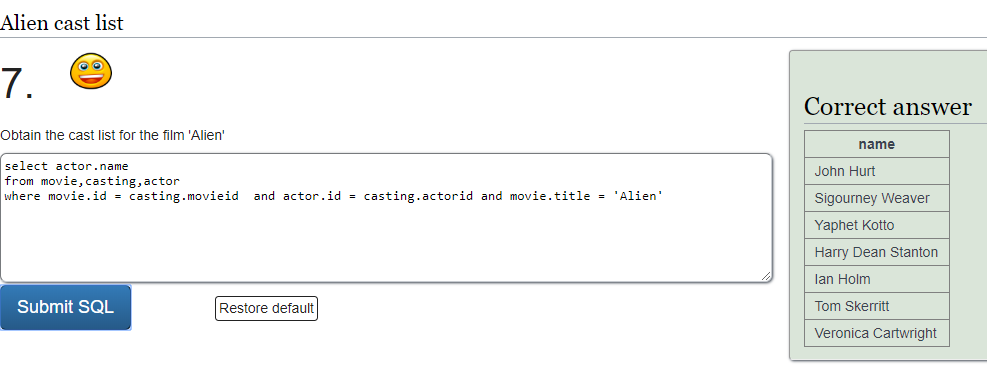 Alien cast list
7.
Obtain the cast list for the film 'Alien'
select actor.name
from movie,casting,actor
where movie.id = casting.movieid  and actor.id = casting.actorid and movie.title = 'Alien'
Submit SQL
Restore default
Correct answer
name
John Hurt
Sigourney Weaver
Yaphet Kotto
Harry Dean Stanton
Ian Holm
Tom Skerritt
Veronica Cartwright